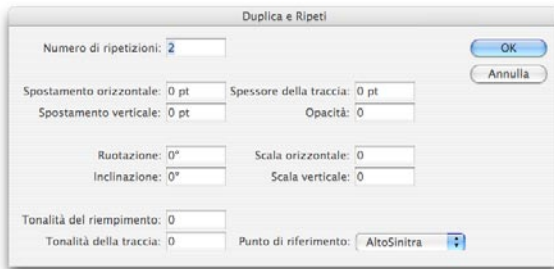 Duplica e Ripeti
Numero di ripetizioni: 2
OK
Annulla
Spostamento orizzontale: 0 pt Spessore della traccia: 0 pt
Spostamento verticale: 0 pt Opacità: 0
Ruotazione: 0° Scala orizzontale: 0
Inclinazione: 0° Scala verticale: 0
Tonalità del riempimento: 0
Tonalità della traccia: 0 Punto di riferimento: AltoSinitra